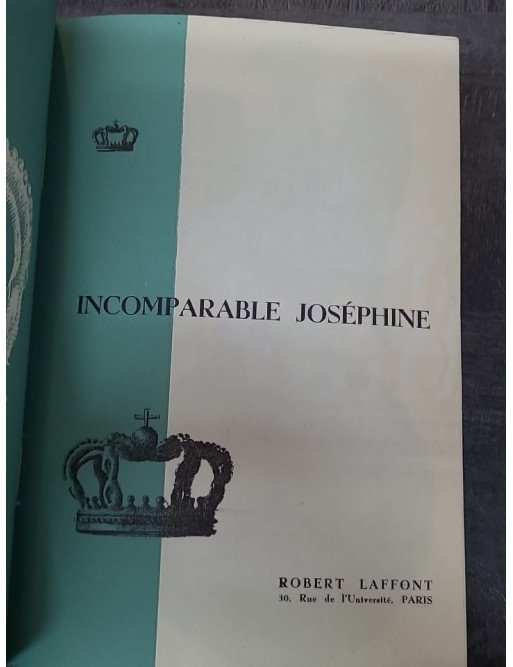 INCOMPARABLE JOSÉPHINE
ROBERT LAFFONT
30, Rue de l'Université, PARIS